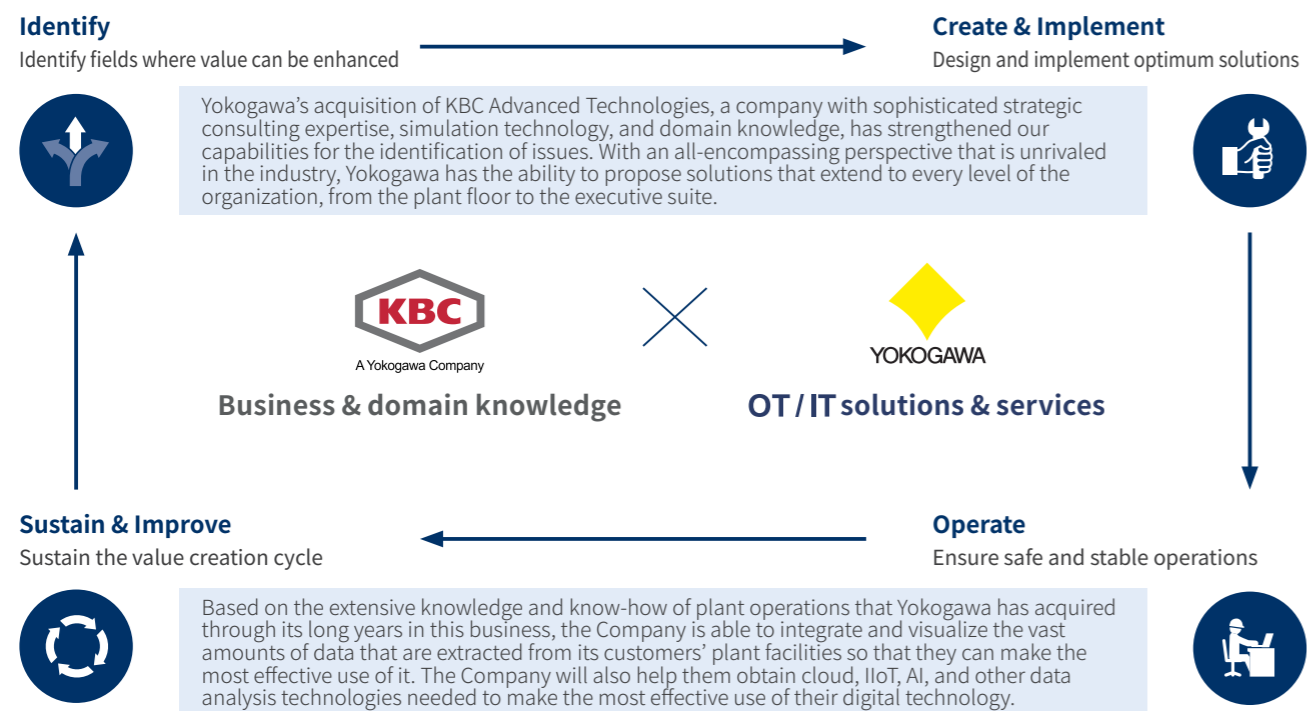 Identify
Identify fields where value can be enhanced
Create & Implement
Design and implement optimum solutions
Yokogawa’s acquisition of KBC Advanced Technologies, a company with sophisticated strategic
consulting expertise, simulation technology, and domain knowledge, has strengthened our
capabilities for the identification of issues. With an all-encompassing perspective that is unrivaled
in the industry, Yokogawa has the ability to propose solutions that extend to every level of the
organization, from the plant floor to the executive suite.
KBC
A Yokogawa Company
YOKOGAWA
Business & domain knowledge
OT / IT solutions & services
Sustain & Improve
Sustain the value creation cycle
Operate
Ensure safe and stable operations
Based on the extensive knowledge and know-how of plant operations that Yokogawa has acquired
through its long years in this business, the Company is able to integrate and visualize the vast
amounts of data that are extracted from its customers’ plant facilities so that they can make the
most effective use of it. The Company will also help them obtain cloud, IIoT, AI, and other data
analysis technologies needed to make the most effective use of their digital technology.